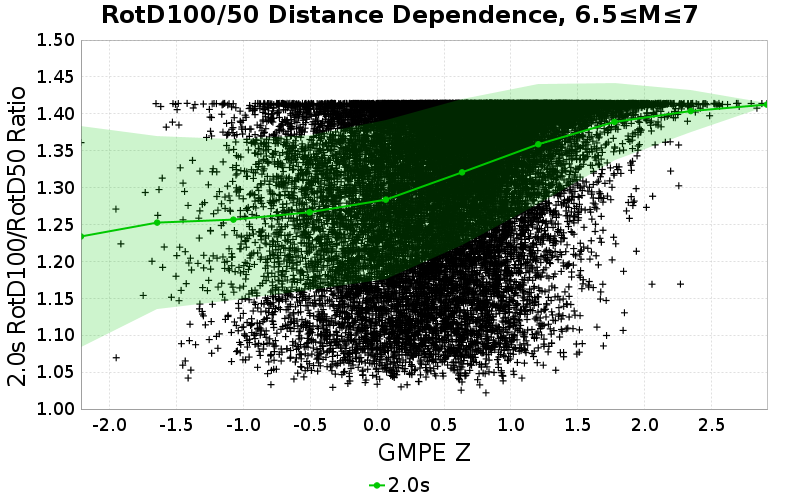 RotD100/50 Distance Dependence, 6.5≤M≤7
2.0s RotD100/RotD50 Ratio
1.50
1.45
1.40
1.35
1.30
1.25
1.20
1.15
1.10
1.05
1.00
-2.0 -1.5 -1.0 -0.5 0.0 0.5 1.0 1.5 2.0 2.5
GMPE Z
2.0s